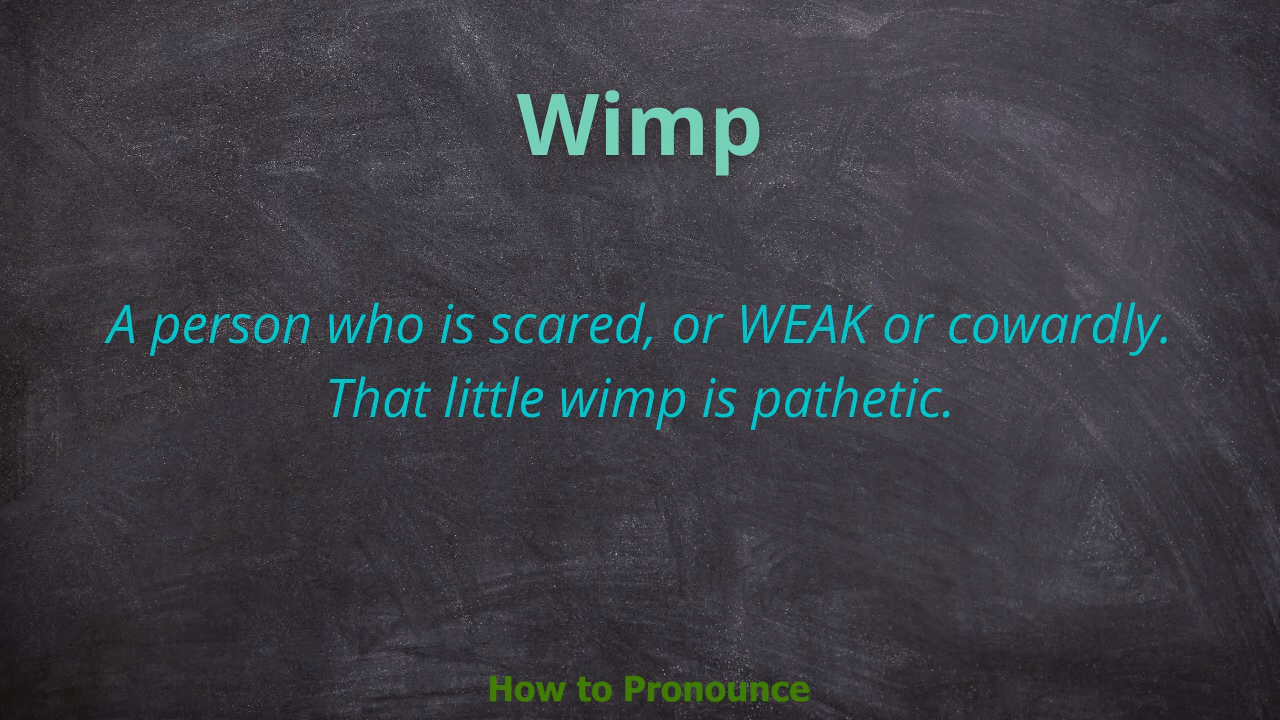 Wimp
A person who is scared, or WEAK or cowardly.
That little wimp is pathetic.
How to Pronounce